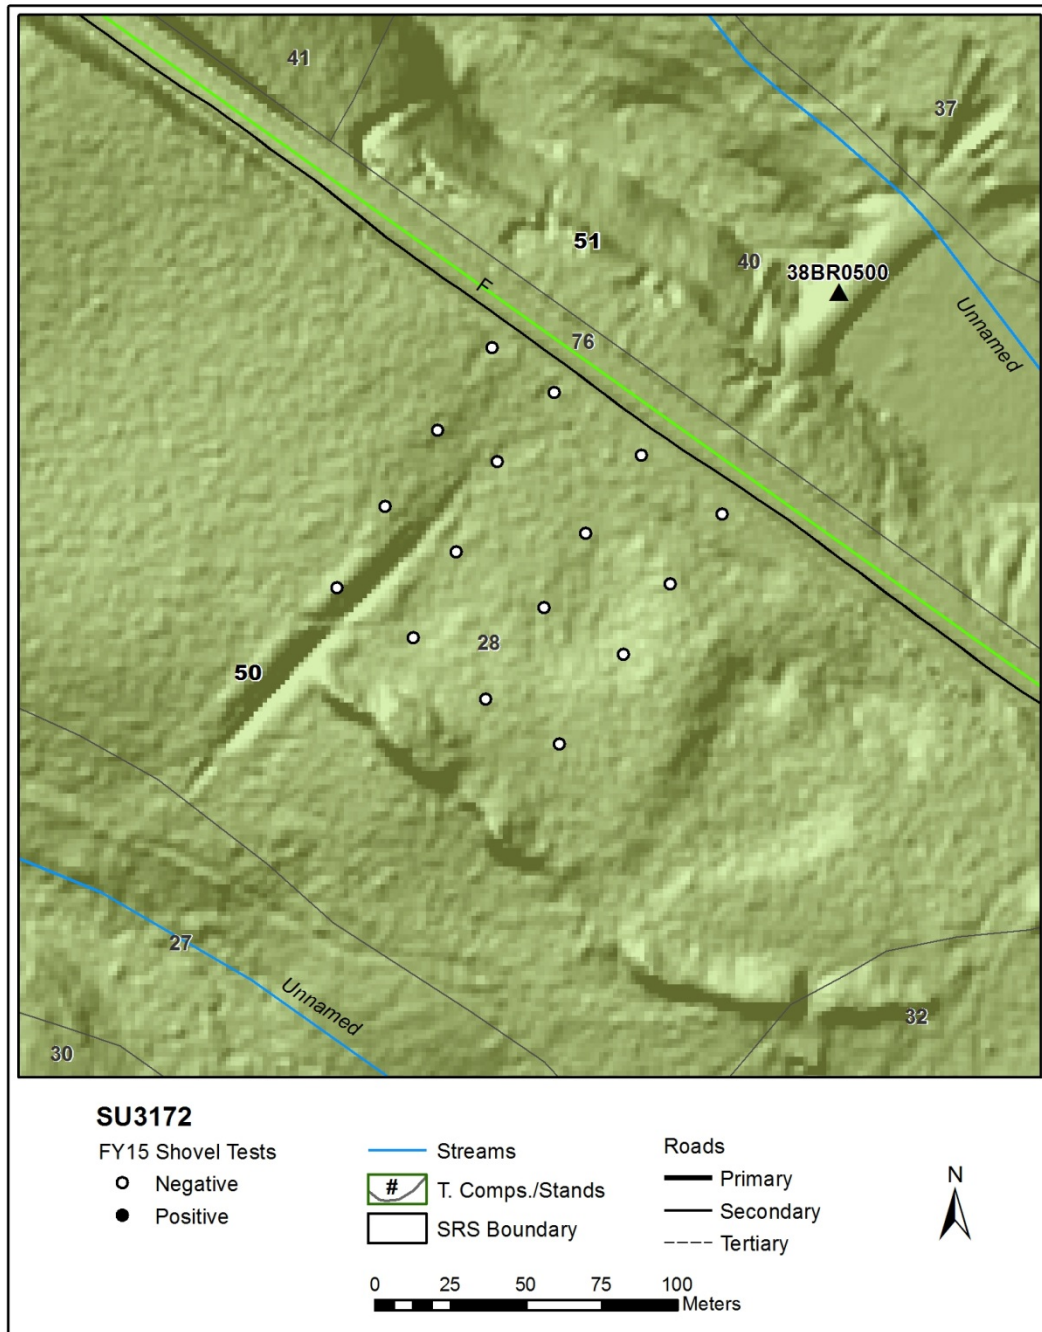 41
37
51
40
38BR0500
F
76
Unnamed
28
50
27
Unnamed
32
30
SU3172
FY15 Shovel Tests
Negative
Positive
Streams
# T. Comps./Stands
SRS Boundary
Roads
Primary
Secondary
Tertiary
N
0 25 50 75 100
Meters